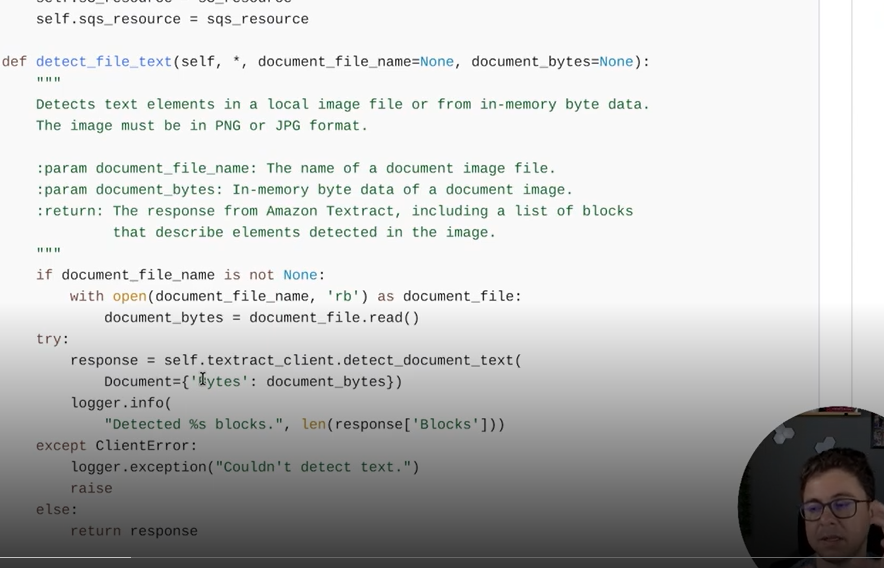 self.sqs_resource = sqs_resource
def detect_file_text(self, *, document_file_name=None, document_bytes=None):
"""
Detects text elements in a local image file or from in-memory byte data.
The image must be in PNG or JPG format.
:param document_file_name: The name of a document image file.
:param document_bytes: In-memory byte data of a document image.
:return: The response from Amazon Textract, including a list of blocks
that describe elements detected in the image.
"""
if document_file_name is not None:
with open(document_file_name, 'rb') as document_file:
document_bytes = document_file.read()
try:
response = self.textract_client.detect_document_text(
Document={'Bytes': document_bytes})
logger.info(
"Detected %s blocks.", len(response['Blocks']))
except ClientError:
logger.exception("Couldn't detect text.")
raise
else:
return response